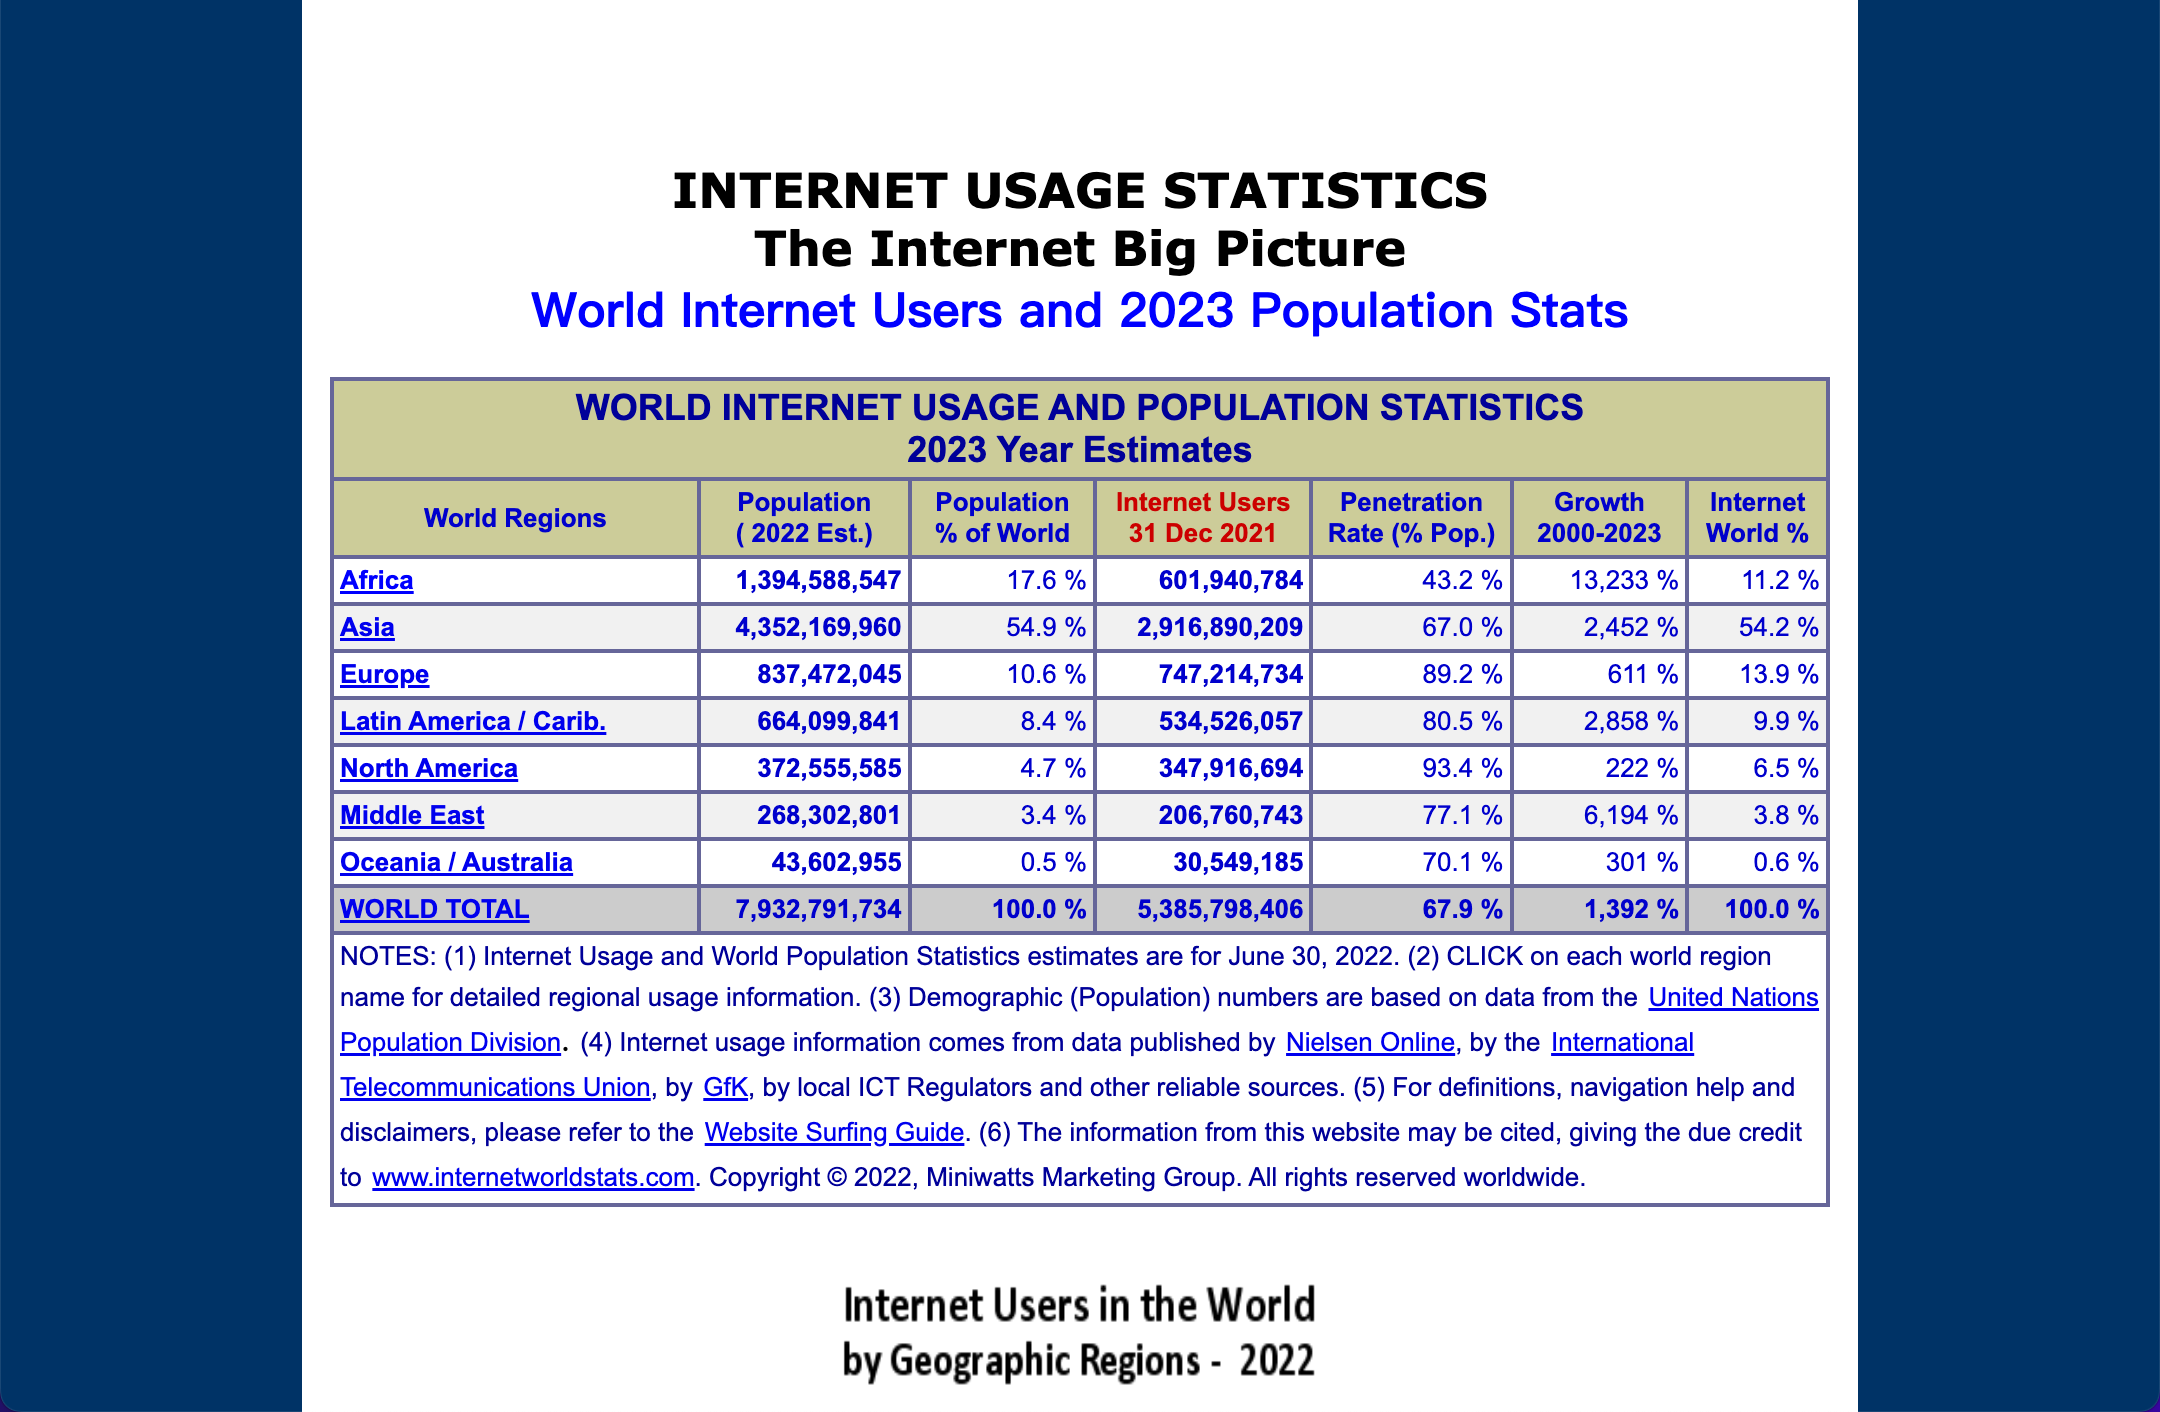 INTERNET USAGE STATISTICS
The Internet Big Picture
World Internet Users and 2023 Population Stats
WORLD INTERNET USAGE AND POPULATION STATISTICS
2023 Year Estimates
World Regions Population ( 2022 Est.) Population % of World Internet Users 31 Dec 2021 Penetration Rate (% Pop.) Growth 2000-2023 Internet World %
Africa 1,394,588,547 17.6 % 601,940,784 43.2 % 13,233 % 11.2 %
Asia 4,352,169,960 54.9 % 2,916,890,209 67.0 % 2,452 % 54.2 %
Europe 837,472,045 10.6 % 747,214,734 89.2 % 611 % 13.9 %
Latin America / Carib. 664,099,841 8.4 % 534,526,057 80.5 % 2,858 % 9.9 %
North America 372,555,585 4.7 % 347,916,694 93.4 % 222 % 6.5 %
Middle East 268,302,801 3.4 % 206,760,743 77.1 % 6,194 % 3.8 %
Oceania / Australia 43,602,955 0.5 % 30,549,185 70.1 % 301 % 0.6 %
WORLD TOTAL 7,932,791,734 100.0 % 5,385,798,406 67.9 % 1,392 % 100.0 %
NOTES: (1) Internet Usage and World Population Statistics estimates are for June 30, 2022. (2) CLICK on each world region
name for detailed regional usage information. (3) Demographic (Population) numbers are based on data from the United Nations
Population Division. (4) Internet usage information comes from data published by Nielsen Online, by the International
Telecommunications Union, by GfK, by local ICT Regulators and other reliable sources. (5) For definitions, navigation help and
disclaimers, please refer to the Website Surfing Guide. (6) The information from this website may be cited, giving the due credit
to www.internetworldstats.com. Copyright © 2022, Miniwatts Marketing Group. All rights reserved worldwide.
Internet Users in the World
by Geographic Regions - 2022